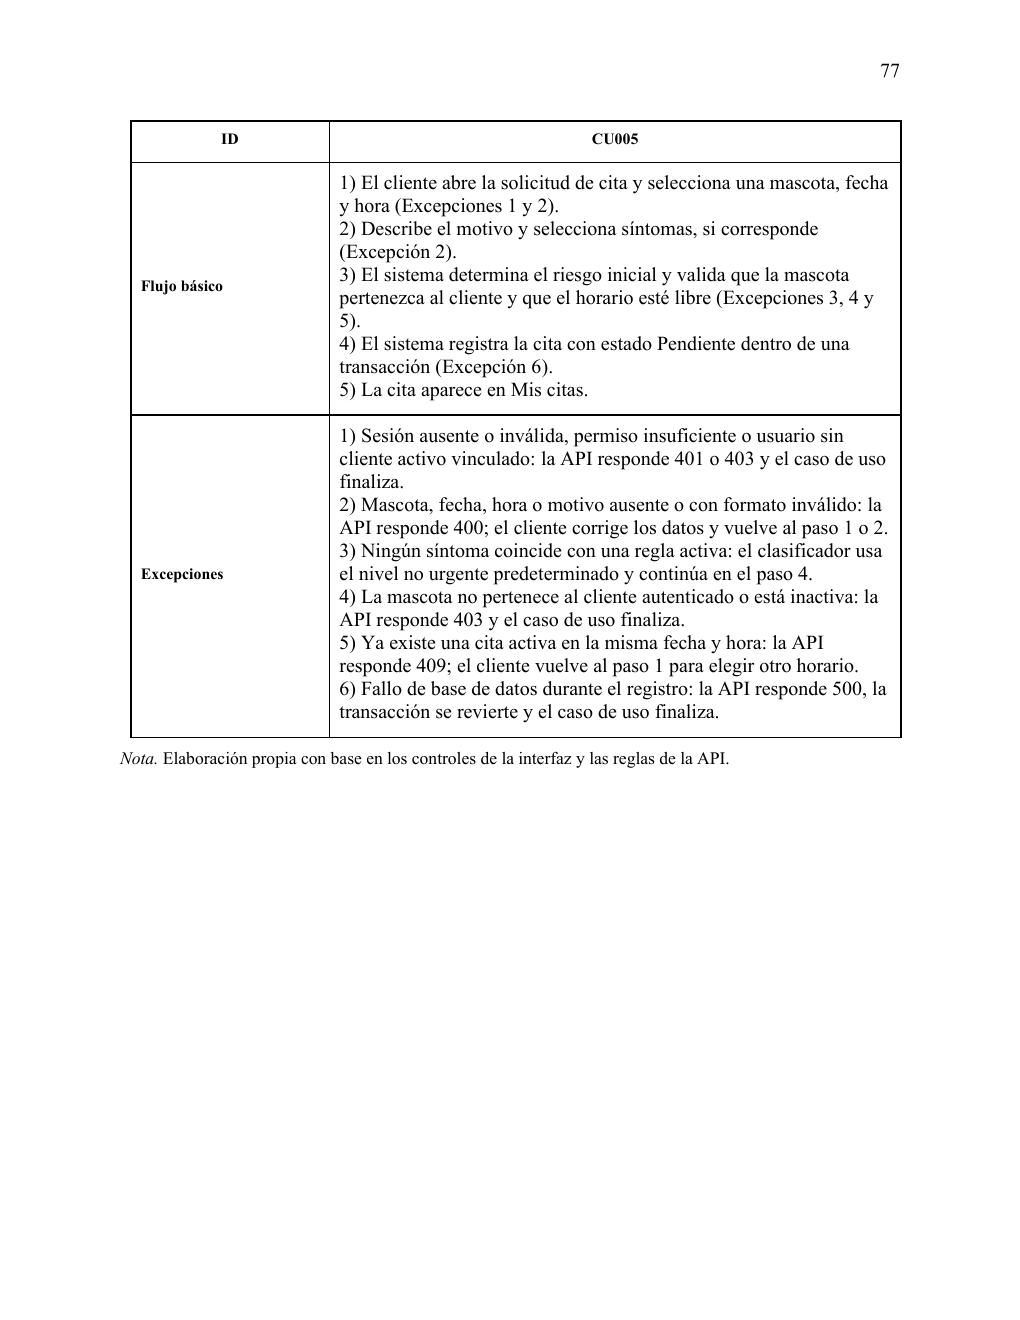 77
ID
CU005
Flujo básico
1) El cliente abre la solicitud de cita y selecciona una mascota, fecha
y hora (Excepciones 1 y 2).
2) Describe el motivo y selecciona síntomas, si corresponde
(Excepción 2).
3) El sistema determina el riesgo inicial y valida que la mascota
pertenezca al cliente y que el horario esté libre (Excepciones 3, 4 y
5).
4) El sistema registra la cita con estado Pendiente dentro de una
transacción (Excepción 6).
5) La cita aparece en Mis citas.
Excepciones
1) Sesión ausente o inválida, permiso insuficiente o usuario sin
cliente activo vinculado: la API responde 401 o 403 y el caso de uso
finaliza.
2) Mascota, fecha, hora o motivo ausente o con formato inválido: la
API responde 400; el cliente corrige los datos y vuelve al paso 1 o 2.
3) Ningún síntoma coincide con una regla activa: el clasificador usa
el nivel no urgente predeterminado y continúa en el paso 4.
4) La mascota no pertenece al cliente autenticado o está inactiva: la
API responde 403 y el caso de uso finaliza.
5) Ya existe una cita activa en la misma fecha y hora: la API
responde 409; el cliente vuelve al paso 1 para elegir otro horario.
6) Fallo de base de datos durante el registro: la API responde 500, la
transacción se revierte y el caso de uso finaliza.
Nota. Elaboración propia con base en los controles de la interfaz y las reglas de la API.